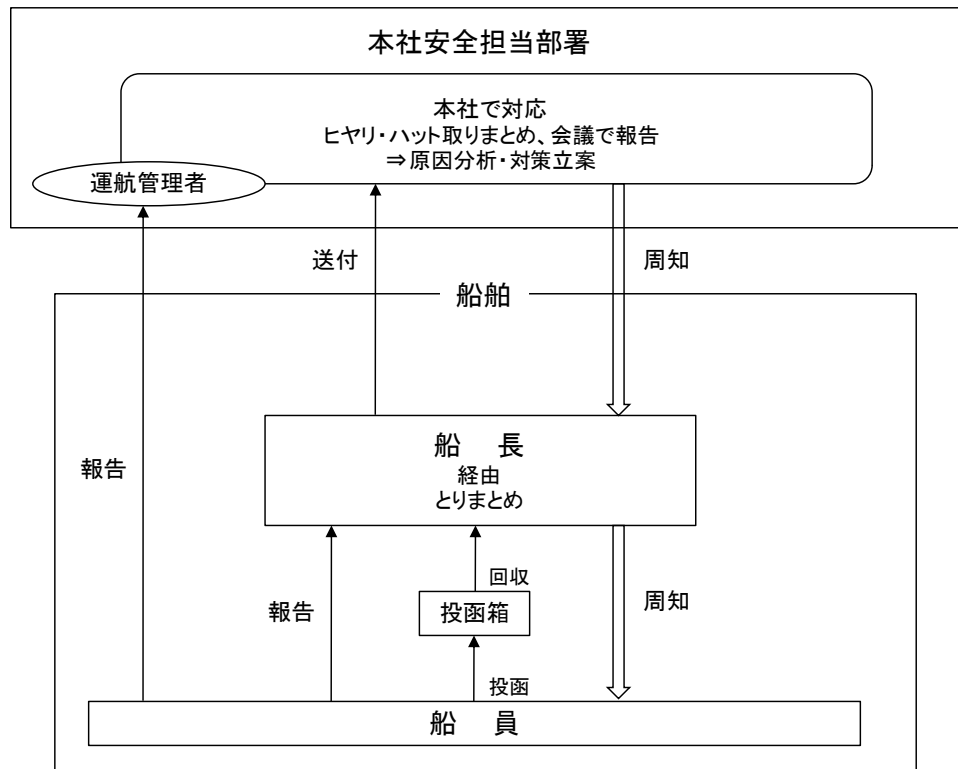 本社安全担当部署
本社で対応
ヒヤリ・ハット取りまとめ、会議で報告
⇒原因分析・対策立案
運航管理者
送付
周知
船舶
船　長
経由
とりまとめ
報告
回収
投函箱
報告
周知
投函
船　員